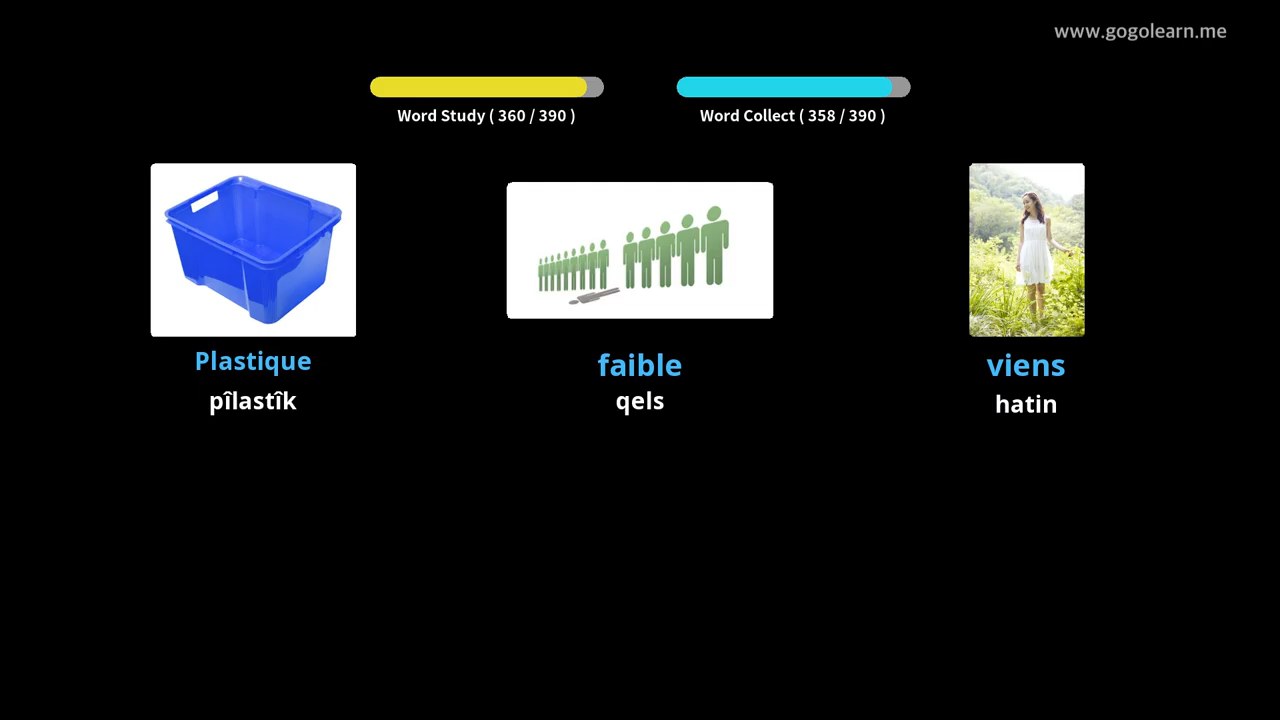 www.gogolearn.me
Word Study ( 360 / 390 )
Word Collect ( 358 / 390 )
Plastique
pîlastîk
faible
qels
viens
hatin